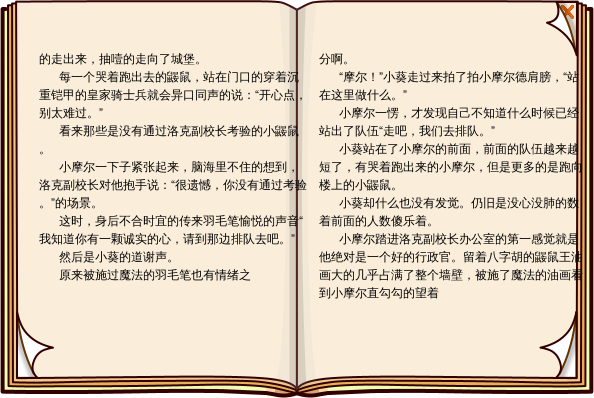 的走出来，抽噎的走向了城堡。
每一个哭着跑出去的鼹鼠，站在门口的穿着沉
重铠甲的皇家骑士兵就会异口同声的说：“开心点，
别太难过。”
看来那些是没有通过洛克副校长考验的小鼹鼠
。
小摩尔一下子紧张起来，脑海里不住的想到，
洛克副校长对他抱手说：“很遗憾，你没有通过考验
。”的场景。
这时，身后不合时宜的传来羽毛笔愉悦的声音“
我知道你有一颗诚实的心，请到那边排队去吧。”
然后是小葵的道谢声。
原来被施过魔法的羽毛笔也有情绪之
分啊。
“摩尔！”小葵走过来拍了拍小摩尔德肩膀，“站
在这里做什么。”
小摩尔一愣，才发现自己不知道什么时候已经
站出了队伍“走吧，我们去排队。”
小葵站在了小摩尔的前面，前面的队伍越来越
短了，有哭着跑出来的小摩尔，但是更多的是跑向
楼上的小鼹鼠。
小葵却什么也没有发觉。仍旧是没心没肺的数
着前面的人数傻乐着。
小摩尔踏进洛克副校长办公室的第一感觉就是
他绝对是一个好的行政官。留着八字胡的鼹鼠王油
画大的几乎占满了整个墙壁，被施了魔法的油画看
到小摩尔直勾勾的望着